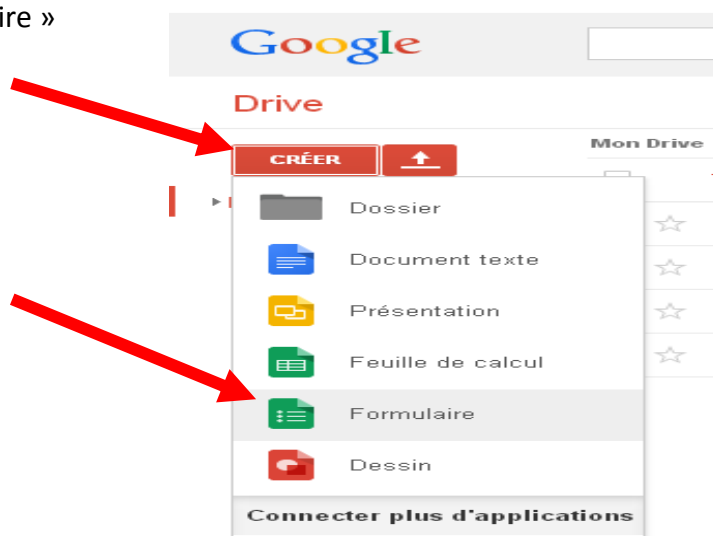 ire »
Google
Drive
CRÉER
Mon Drive
Dossier
Document texte
Présentation
Feuille de calcul
Formulaire
Dessin
Connecter plus d'applications